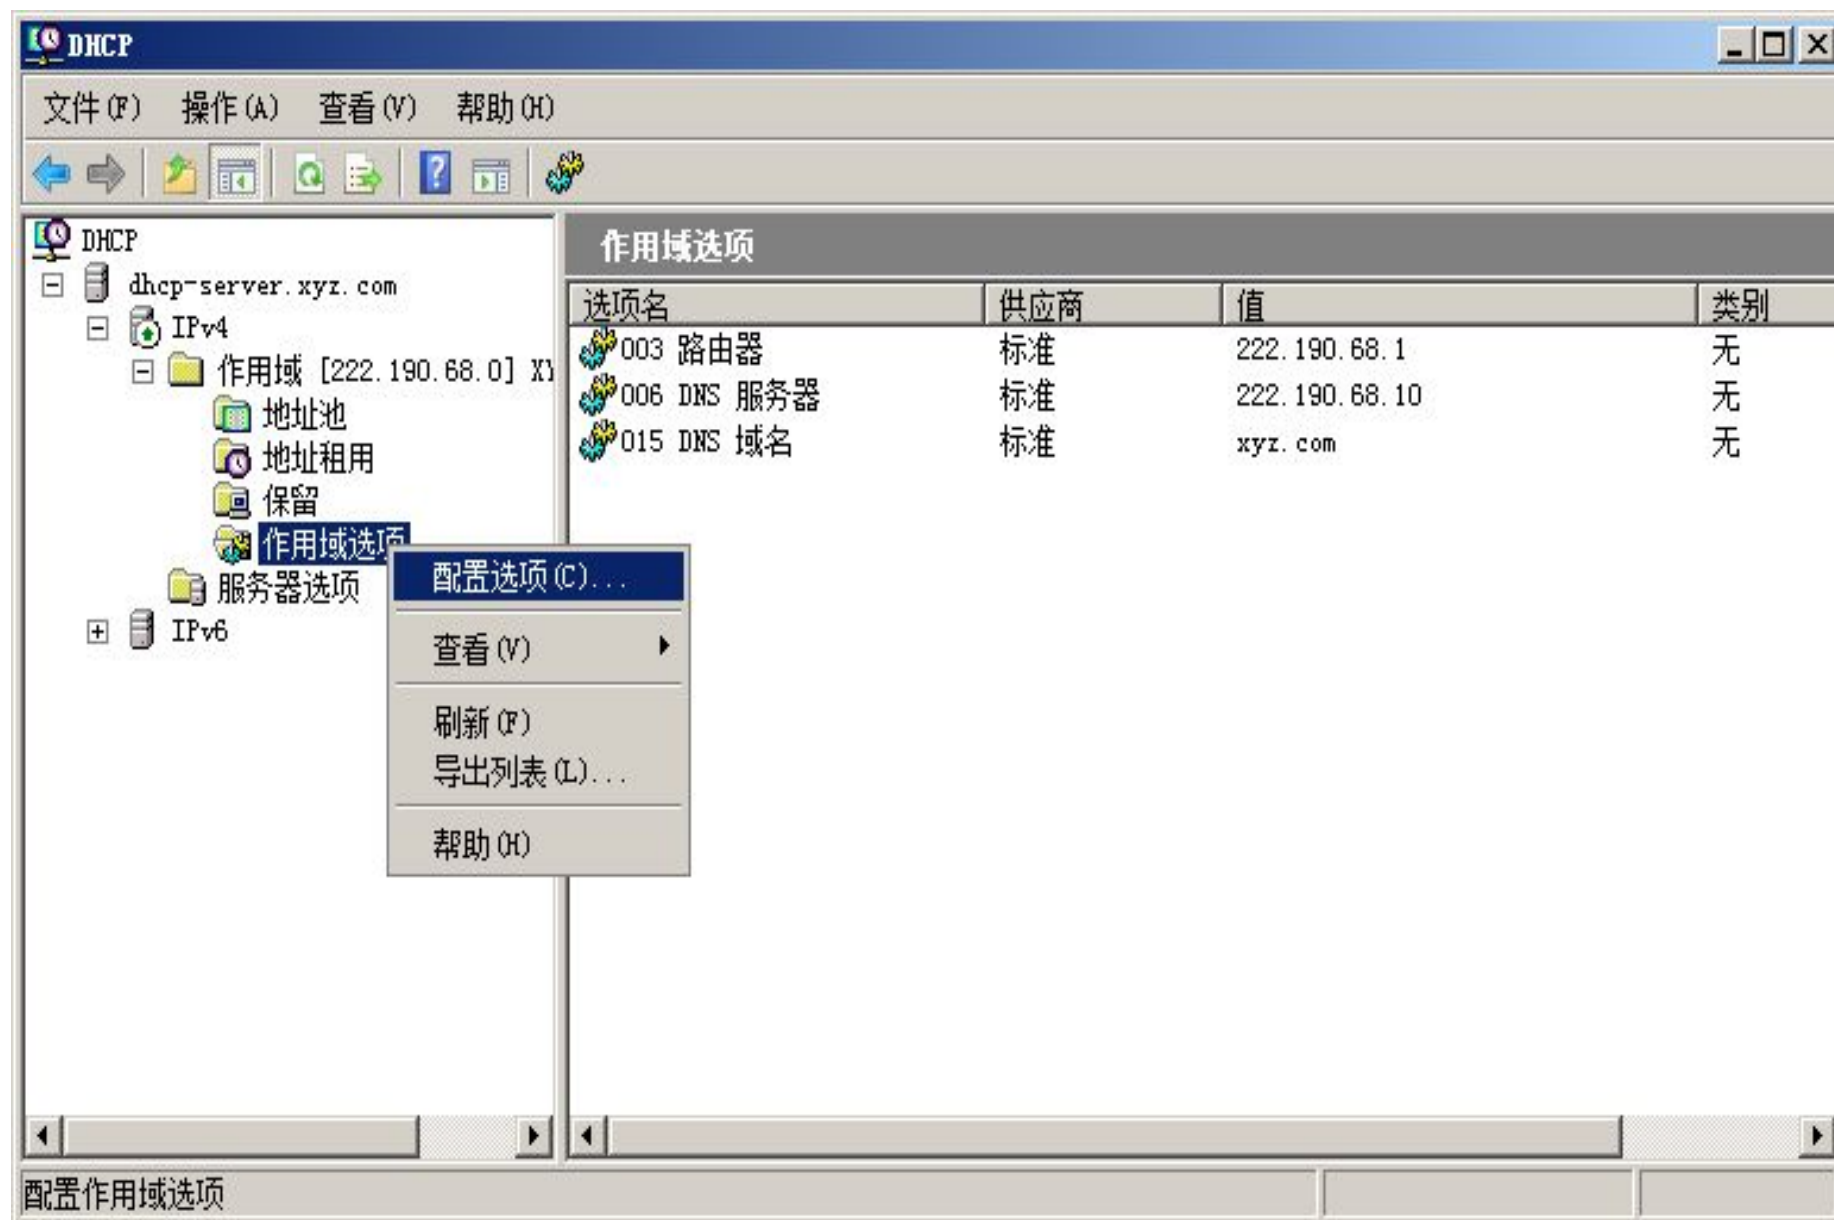 DHCP
文件(F) 操作(A) 查看(V) 帮助(H)
DHCP
dhcp-server.xyz.com
IPv4
作用域 [222.190.68.0] XY
地址池
地址租用
保留
作用域选项
服务器选项
IPv6
作用域选项
选项名 供应商 值 类别
003 路由器 标准 222.190.68.1 无
006 DNS 服务器 标准 222.190.68.10 无
015 DNS 域名 标准 xyz.com 无
配置选项(C)...
查看(V)
刷新(F)
导出列表(L)...
帮助(H)
配置作用域选项